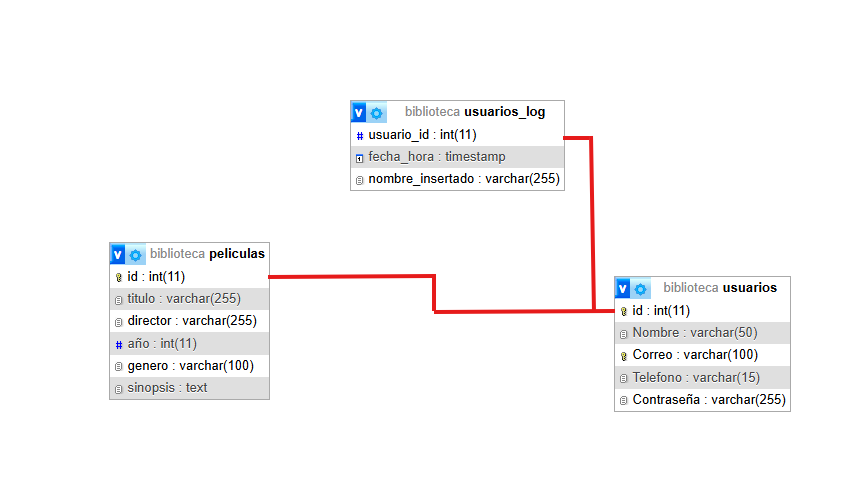 biblioteca usuarios_log
usuario_id : int(11)
fecha_hora : timestamp
nombre_insertado : varchar(255)
biblioteca peliculas
id : int(11)
titulo : varchar(255)
director : varchar(255)
año : int(11)
genero : varchar(100)
sinopsis : text
biblioteca usuarios
id : int(11)
Nombre : varchar(50)
Correo : varchar(100)
Telefono : varchar(15)
Contraseña : varchar(255)